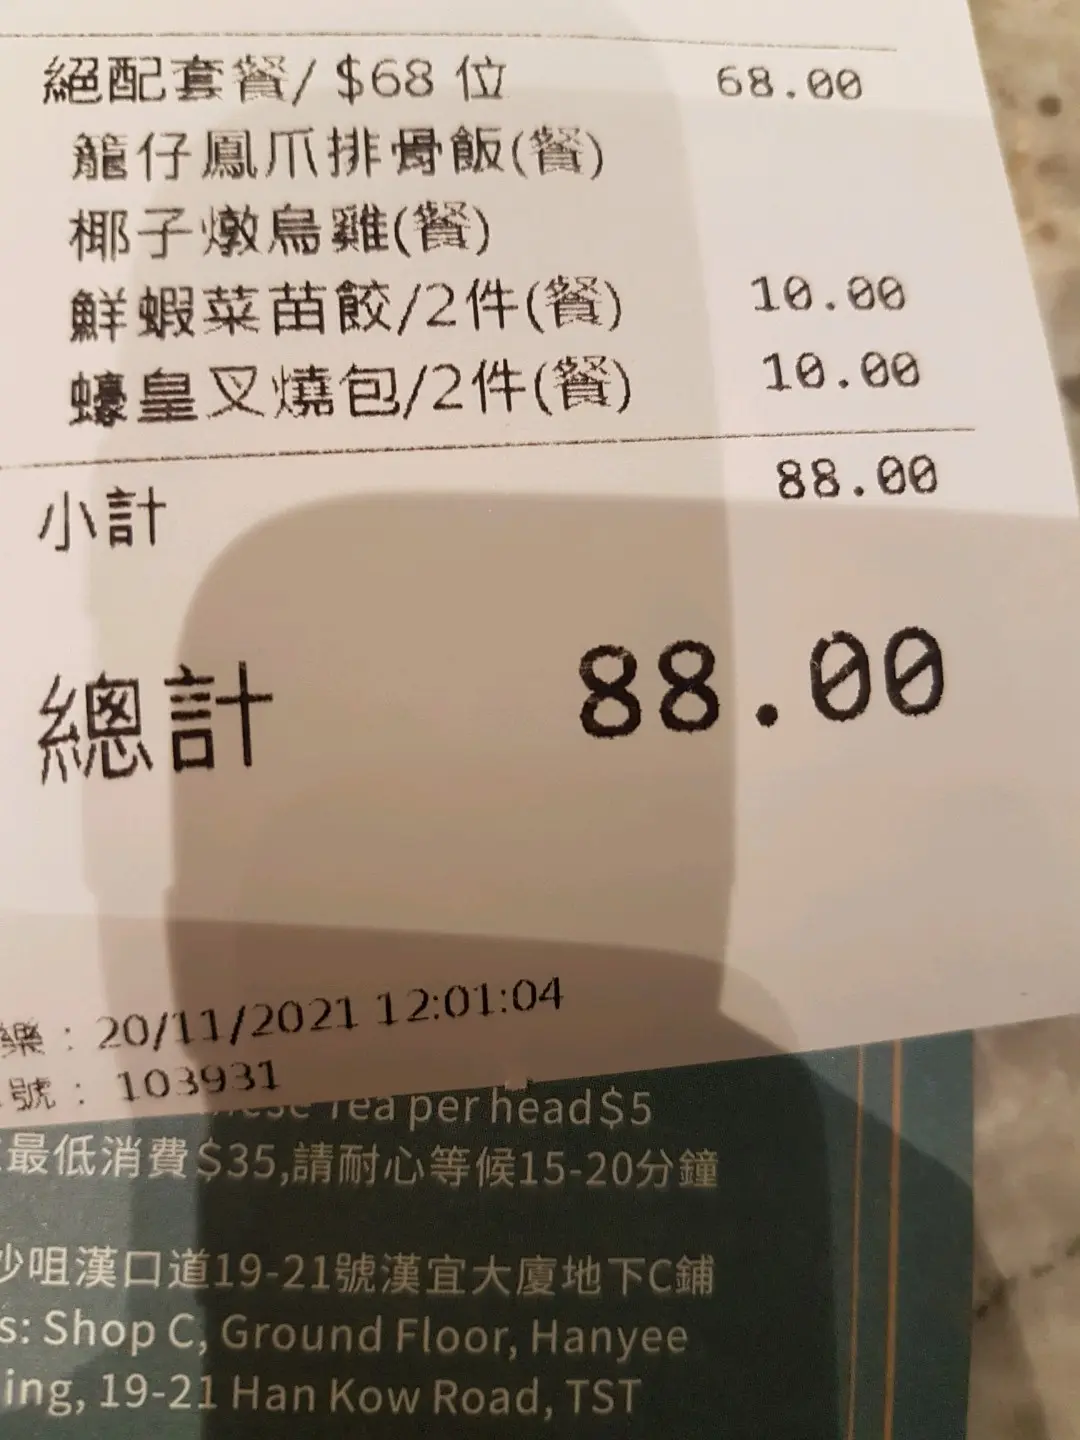 絕配套餐/ $68 位 68.00
籠仔鳳爪排骨飯(餐)
椰子燉烏雞(餐)
鮮蝦菜苗餃/2件(餐) 10.00
蠔皇叉燒包/2件(餐) 10.00
小計 88.00
總計 88.00
: 20/11/2021 12:01:04
號 : 103931
Tea per head$5
最低消費$35,請耐心等候15-20分鐘
沙咀漢口道19-21號漢宜大廈地下C鋪
s: Shop C, Ground Floor, Hanyee
ing, 19-21 Han Kow Road, TST